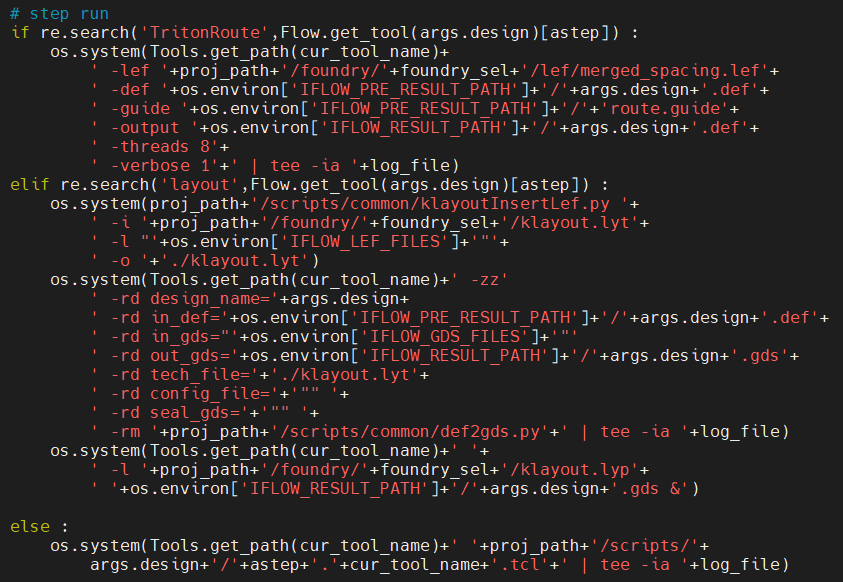 # step run
if re.search('TritonRoute',Flow.get_tool(args.design)[astep]) :
    os.system(Tools.get_path(cur_tool_name)+
        ' -lef '+proj_path+'/foundry/'+foundry_sel+'/lef/merged_spacing.lef'+
        ' -def '+os.environ['IFLOW_PRE_RESULT_PATH']+'/'+args.design+'.def'+
        ' -guide '+os.environ['IFLOW_PRE_RESULT_PATH']+'/'+'route.guide'+
        ' -output '+os.environ['IFLOW_RESULT_PATH']+'/'+args.design+'.def'+
        ' -threads 8'+
        ' -verbose 1'+' | tee -ia '+log_file)
elif re.search('layout',Flow.get_tool(args.design)[astep]) :
    os.system(proj_path+'/scripts/common/klayoutInsertLef.py '+
        ' -i '+proj_path+'/foundry/'+foundry_sel+'/klayout.lyt'+
        ' -l "'+os.environ['IFLOW_LEF_FILES']+'"'+
        ' -o '+'./klayout.lyt')
    os.system(Tools.get_path(cur_tool_name)+' -zz'
        ' -rd design_name='+args.design+
        ' -rd in_def='+os.environ['IFLOW_PRE_RESULT_PATH']+'/'+args.design+'.def'+
        ' -rd in_gds="'+os.environ['IFLOW_GDS_FILES']+'"'
        ' -rd out_gds='+os.environ['IFLOW_RESULT_PATH']+'/'+args.design+'.gds'+
        ' -rd tech_file='+'./klayout.lyt'+
        ' -rd config_file='+'"" '+
        ' -rd seal_gds='+'"" '+
        ' -rm '+proj_path+'/scripts/common/def2gds.py'+' | tee -ia '+log_file)
    os.system(Tools.get_path(cur_tool_name)+' '+
        ' -l '+proj_path+'/foundry/'+foundry_sel+'/klayout.lyp'+
        ' '+os.environ['IFLOW_RESULT_PATH']+'/'+args.design+'.gds &')

else :
    os.system(Tools.get_path(cur_tool_name)+' '+proj_path+'/scripts/'+
        args.design+'/'+astep+'.'+cur_tool_name+'.tcl'+' | tee -ia '+log_file)